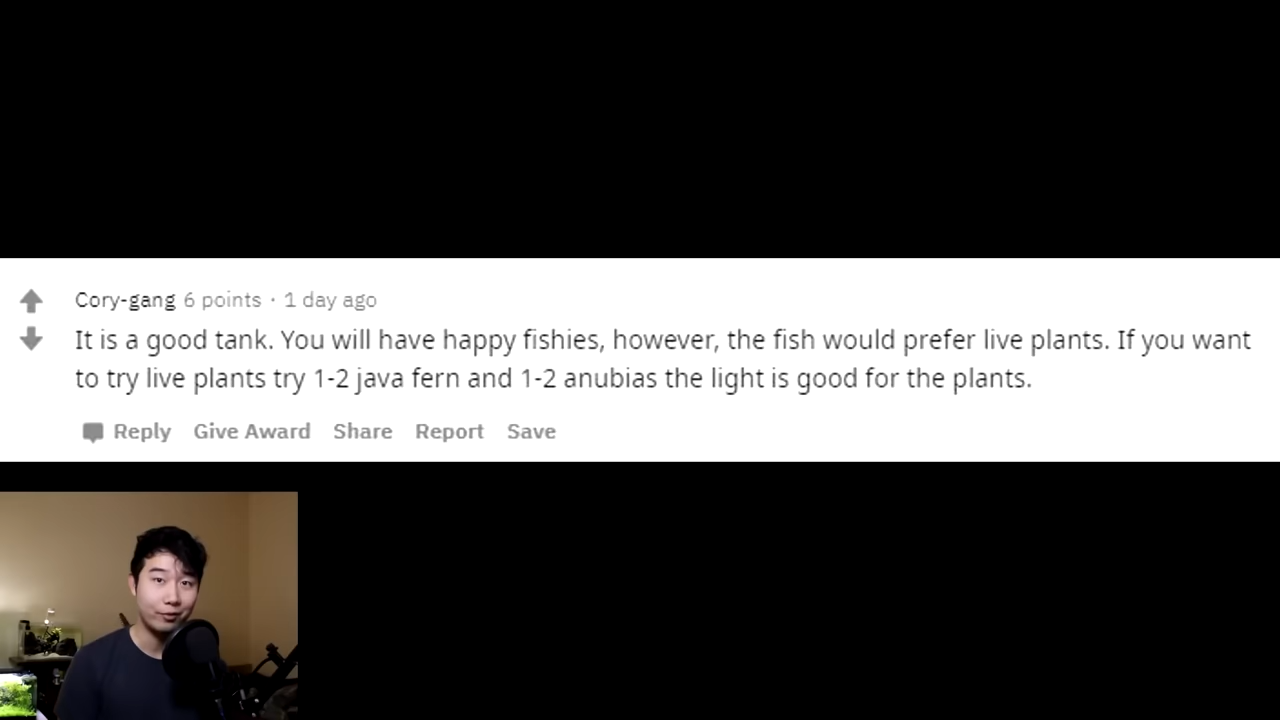 Cory-gang 6 points · 1 day ago
It is a good tank. You will have happy fishies, however, the fish would prefer live plants. If you want
to try live plants try 1-2 java fern and 1-2 anubias the light is good for the plants.
Reply Give Award Share Report Save